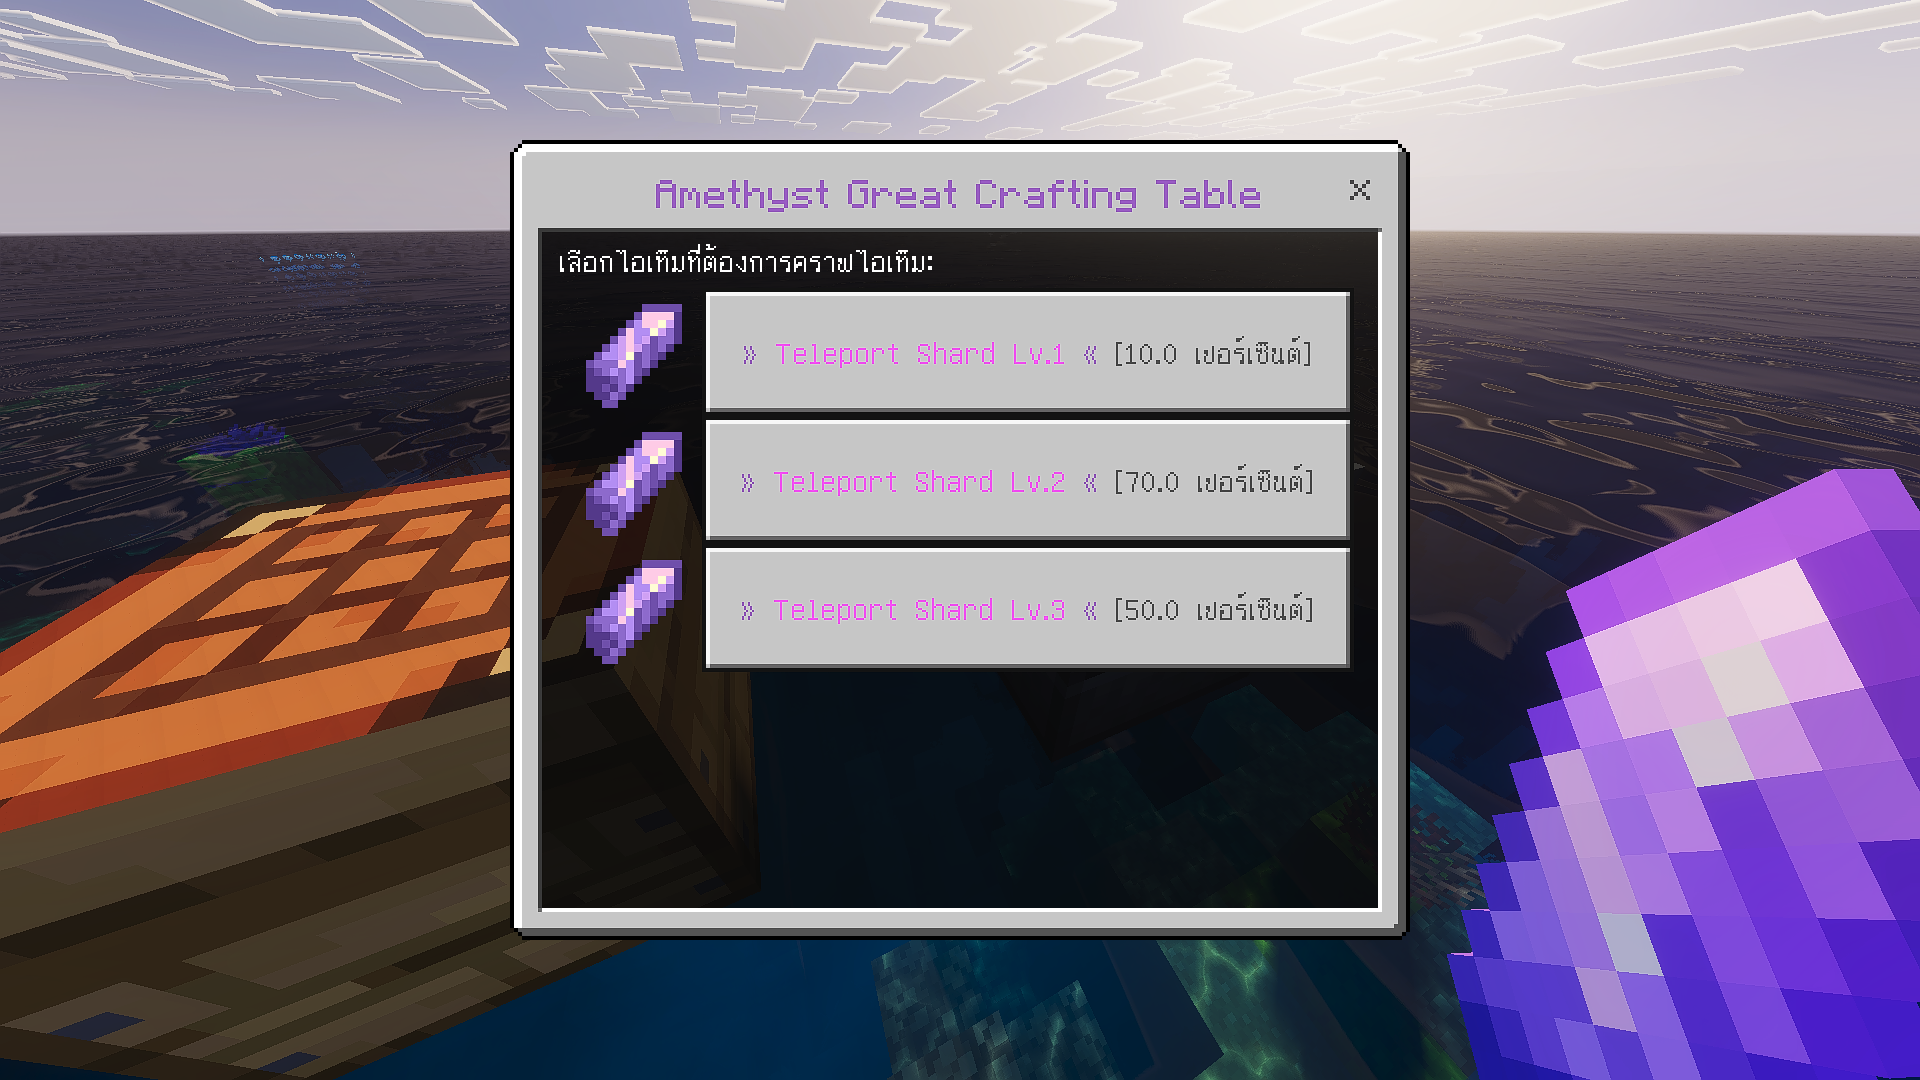 Amethyst Great Crafting Table
เลือกไอเท็มที่ต้องการคราฟไอเท็ม:
» Teleport Shard Lv.1 « [10.0 เปอร์เซ็นต์]
» Teleport Shard Lv.2 « [70.0 เปอร์เซ็นต์]
» Teleport Shard Lv.3 « [50.0 เปอร์เซ็นต์]